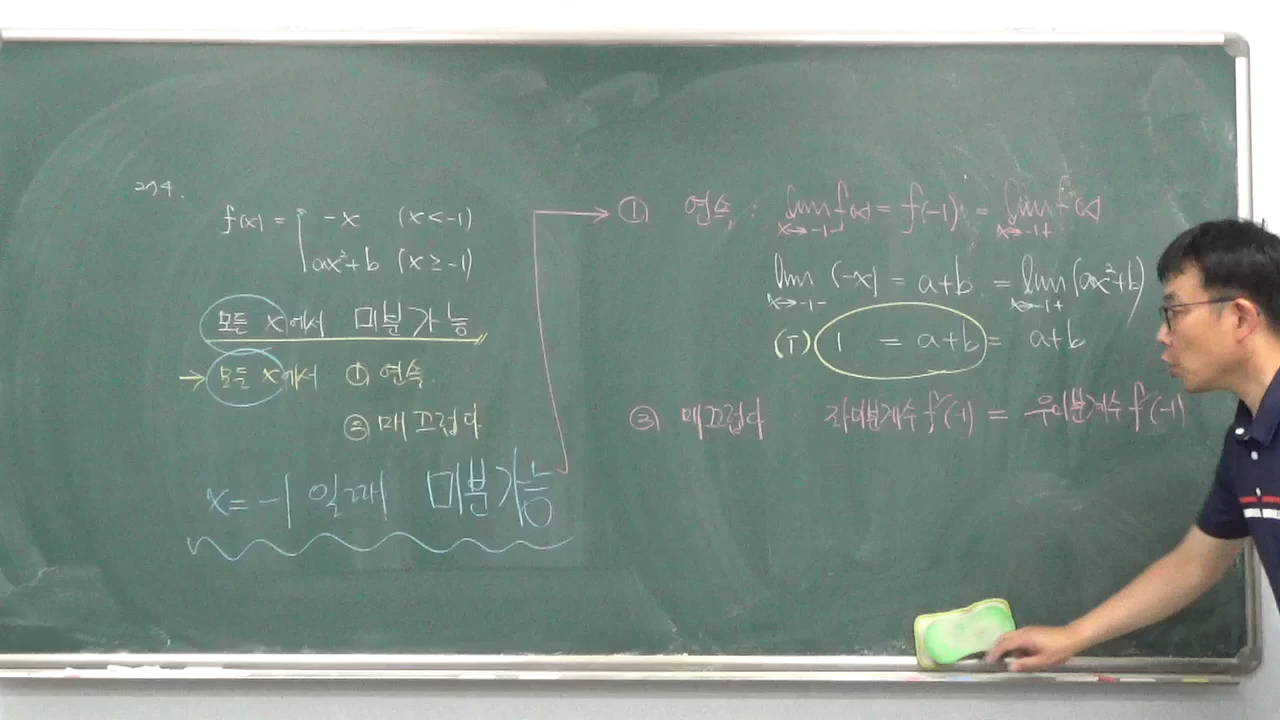 274.
f(x) = { -x (x < -1)
ax²+b (x ≥ -1)
모든 x에서 미분가능
→ 모든 x에서 ① 연속.
② 매끄럽다
x = -1 일때 미분가능
① 연속 : lim x→-1- f(x) = f(-1) = lim x→-1+ f(x)
lim x→-1- (-x) = a+b = lim x→-1+ (ax²+b)
(T) 1 = a+b = a+b
② 매끄럽다 좌미분계수 f'(-1) = 우미분계수 f'(-1)